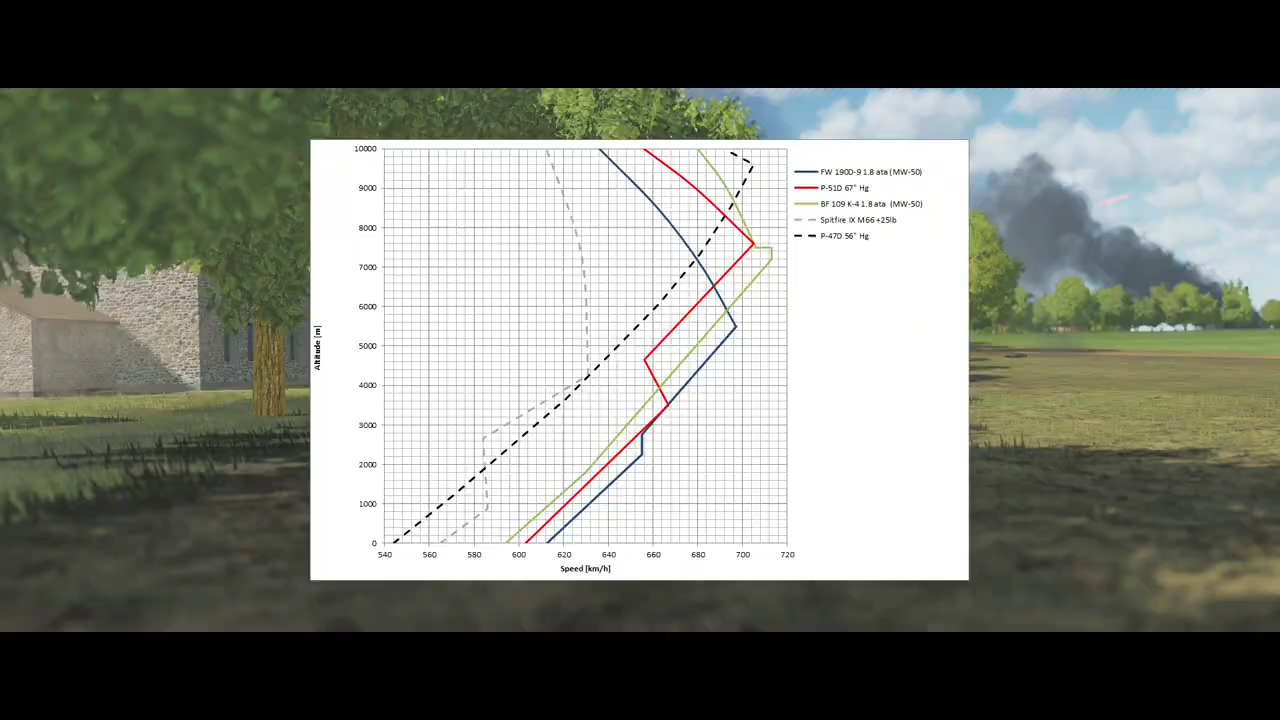 10000
9000
8000
7000
6000
5000
4000
3000
2000
1000
0
Altitude [m]
540 560 580 600 620 640 660 680 700 720
Speed [km/h]
FW 190D-9 1.8 ata (MW-50)
P-51D 67" Hg
BF 109 K-4 1.8 ata (MW-50)
Spitfire IX M66 +25lb
P-47D 56" Hg